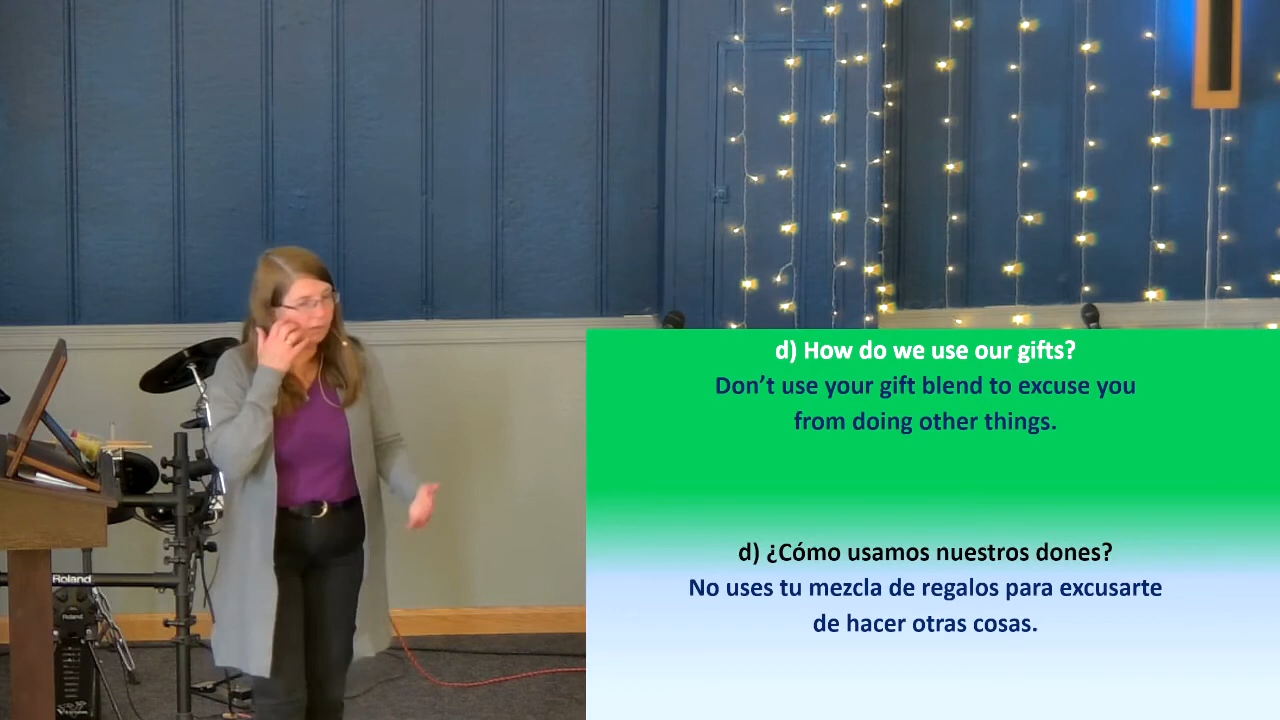 d) How do we use our gifts?
Don't use your gift blend to excuse you
from doing other things.
d) ¿Cómo usamos nuestros dones?
No uses tu mezcla de regalos para excusarte
de hacer otras cosas.
Roland
Roland